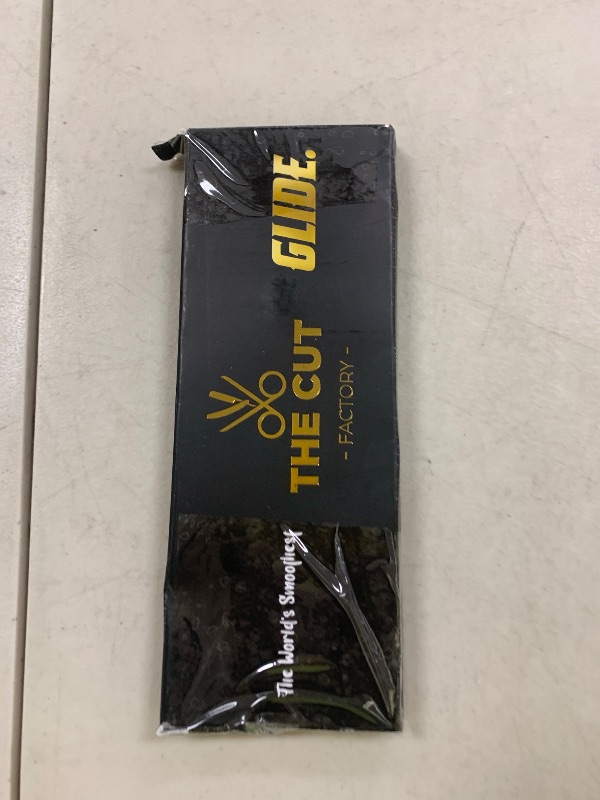 The World's Smoothest
THE CUT
- FACTORY -
GLIDE.